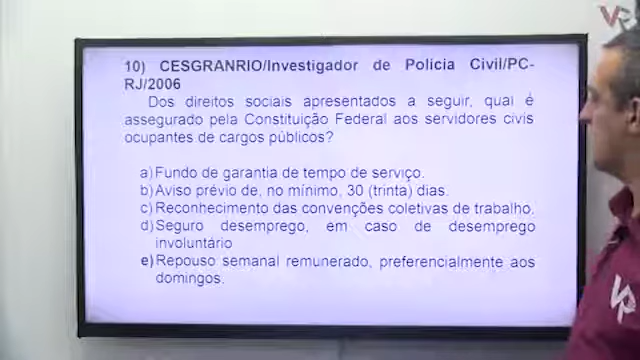 10) CESGRANRIO/Investigador de Polícia Civil/PC-
RJ/2006
Dos direitos sociais apresentados a seguir, qual é
assegurado pela Constituição Federal aos servidores civis
ocupantes de cargos públicos?
a) Fundo de garantia de tempo de serviço.
b) Aviso prévio de, no mínimo, 30 (trinta) dias.
c) Reconhecimento das convenções coletivas de trabalho.
d) Seguro desemprego, em caso de desemprego
involuntário
e) Repouso semanal remunerado, preferencialmente aos
domingos.